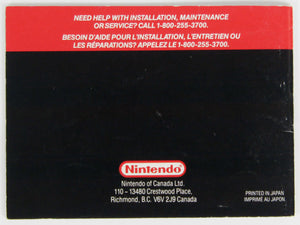 NEED HELP WITH INSTALLATION, MAINTENANCE
OR SERVICE? CALL 1-800-255-3700.
BESOIN D'AIDE POUR L'INSTALLATION, L'ENTRETIEN OU
LES RÉPARATIONS? APPELEZ LE 1-800-255-3700.
Nintendo
Nintendo of Canada Ltd.
110 – 13480 Crestwood Place,
Richmond, B.C. V6V 2J9 Canada
PRINTED IN JAPAN
IMPRIMÉ AU JAPON